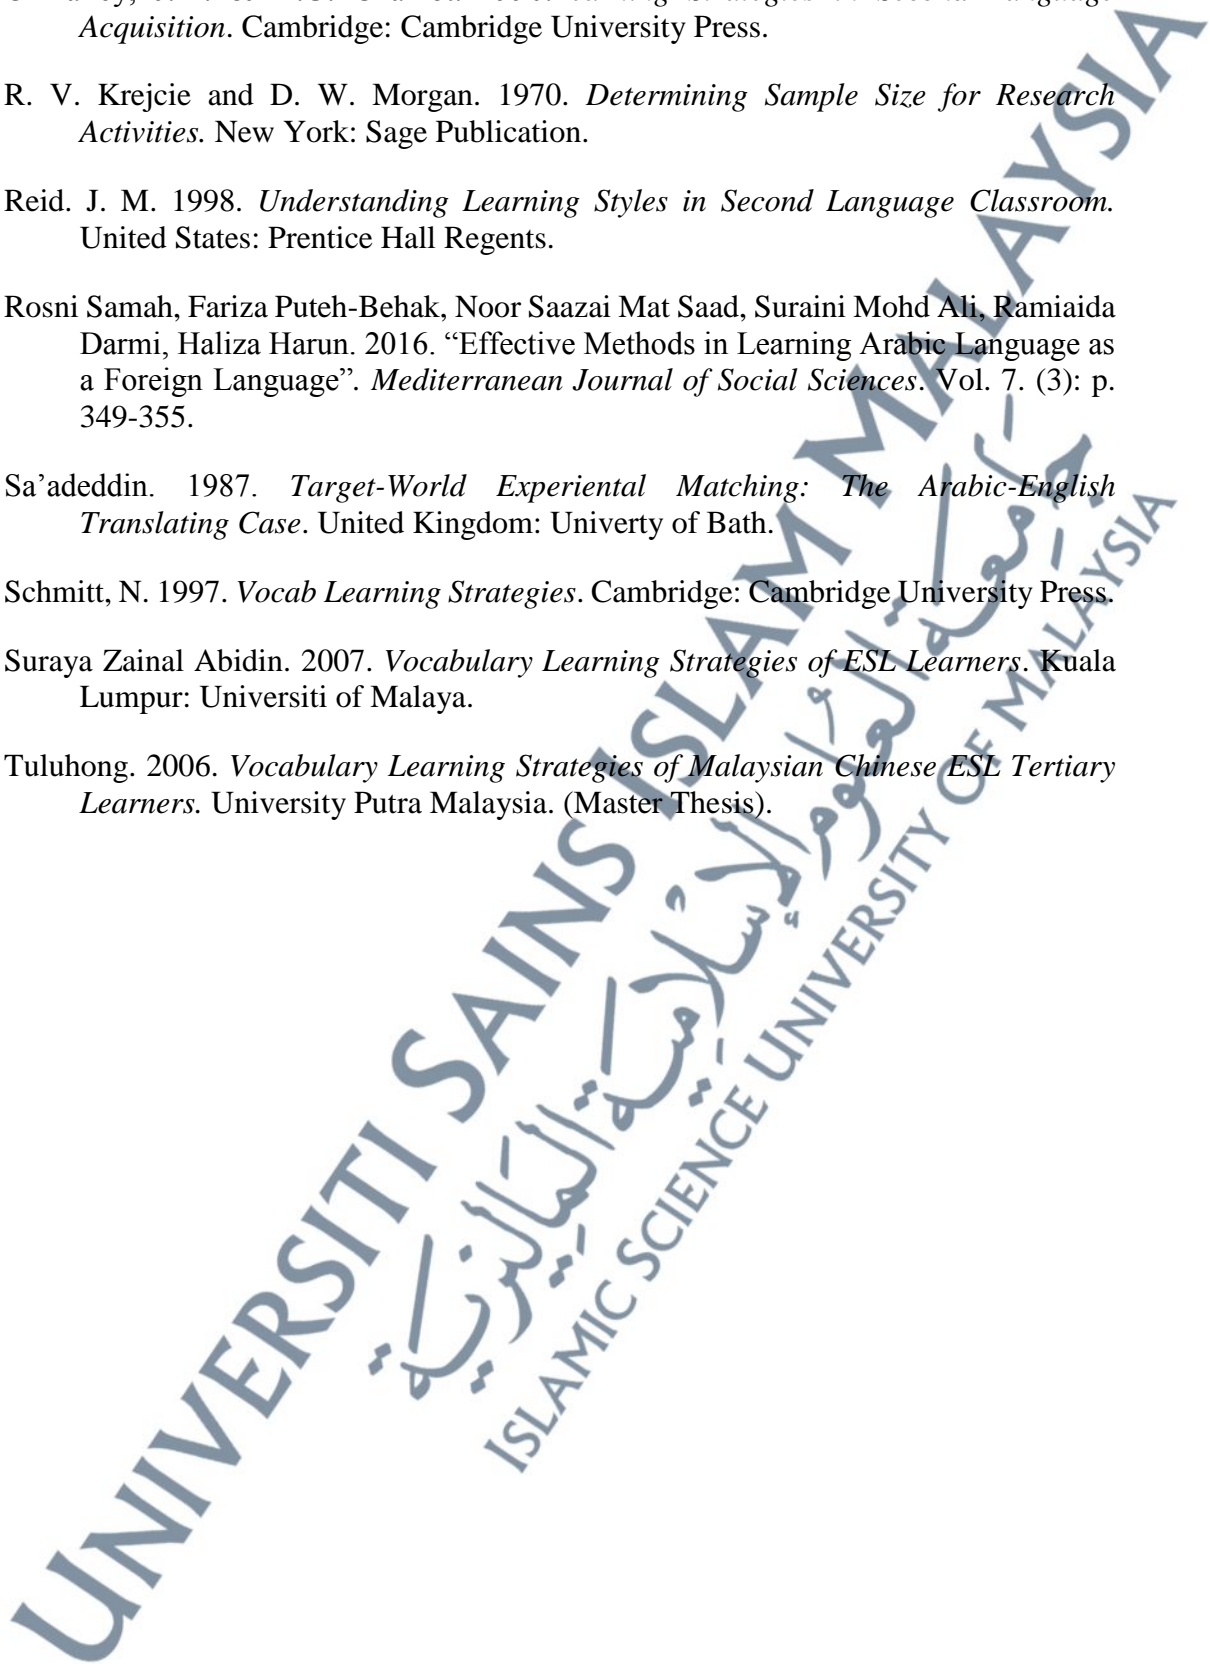 Acquisition. Cambridge: Cambridge University Press.
R. V. Krejcie and D. W. Morgan. 1970. Determining Sample Size for Research
Activities. New York: Sage Publication.
Reid. J. M. 1998. Understanding Learning Styles in Second Language Classroom.
United States: Prentice Hall Regents.
Rosni Samah, Fariza Puteh-Behak, Noor Saazai Mat Saad, Suraini Mohd Ali, Ramiaida
Darmi, Haliza Harun. 2016. “Effective Methods in Learning Arabic Language as
a Foreign Language”. Mediterranean Journal of Social Sciences. Vol. 7. (3): p.
349-355.
Sa’adeddin. 1987. Target-World Experiental Matching: The Arabic-English
Translating Case. United Kingdom: Univerty of Bath.
Schmitt, N. 1997. Vocab Learning Strategies. Cambridge: Cambridge University Press.
Suraya Zainal Abidin. 2007. Vocabulary Learning Strategies of ESL Learners. Kuala
Lumpur: Universiti of Malaya.
Tuluhong. 2006. Vocabulary Learning Strategies of Malaysian Chinese ESL Tertiary
Learners. University Putra Malaysia. (Master Thesis).
UNIVERSITI SAINS ISLAM MALAYSIA
جامعة العلوم الإسلامية الماليزية
ISLAMIC SCIENCE UNIVERSITY OF MALAYSIA